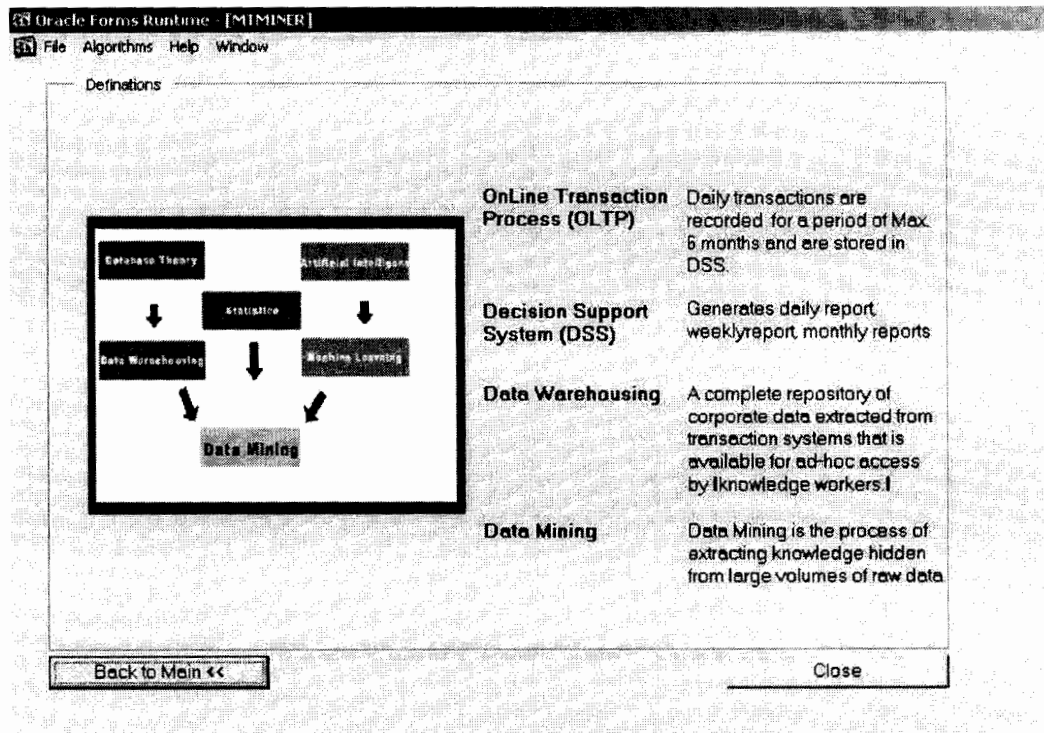 Oracle Forms Runtime - [MTMINER]
File Algorithms Help Window
Definations
Database Theory
Artificial Intelligence
Statistics
Data Warehousing
Machine Learning
Data Mining
OnLine Transaction
Process (OLTP)
Daily transactions are
recorded for a period of Max.
6 months and are stored in
DSS.
Decision Support
System (DSS)
Generates daily report,
weeklyreport, monthly reports
Data Warehousing
A complete repository of
corporate data extracted from
transaction systems that is
available for ad-hoc access
by Iknowledge workers.I
Data Mining
Data Mining is the process of
extracting knowledge hidden
from large volumes of raw data.
Back to Main <<
Close